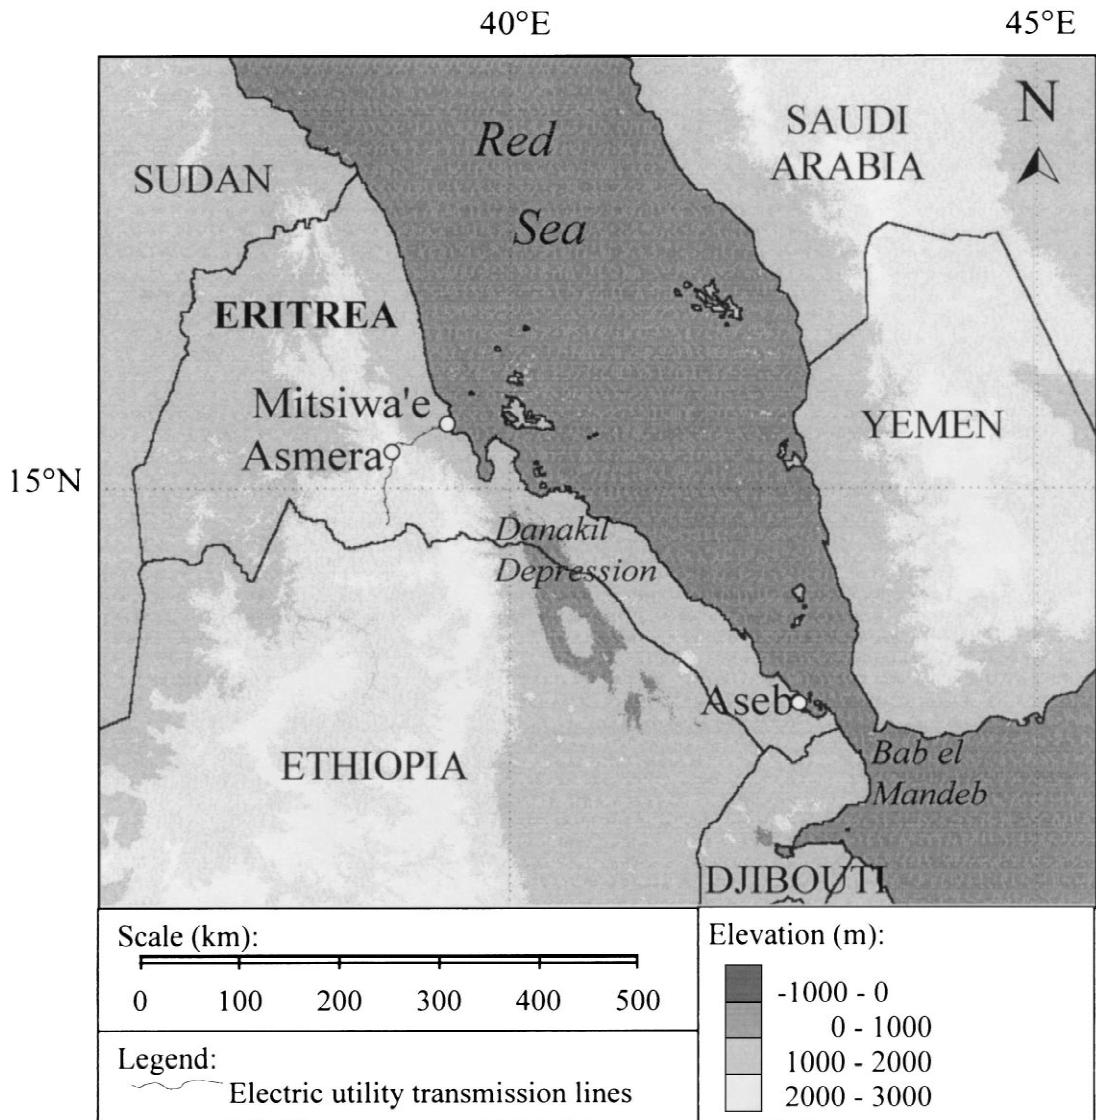 40°E 45°E
N
Red
Sea
SAUDI
ARABIA
SUDAN
ERITREA
Mitsiwa'e
Asmera
YEMEN
15°N
Danakil
Depression
Aseb
ETHIOPIA
Bab el
Mandeb
DJIBOUTI
Scale (km):
0 100 200 300 400 500
Legend:
Electric utility transmission lines
Elevation (m):
-1000 - 0
0 - 1000
1000 - 2000
2000 - 3000